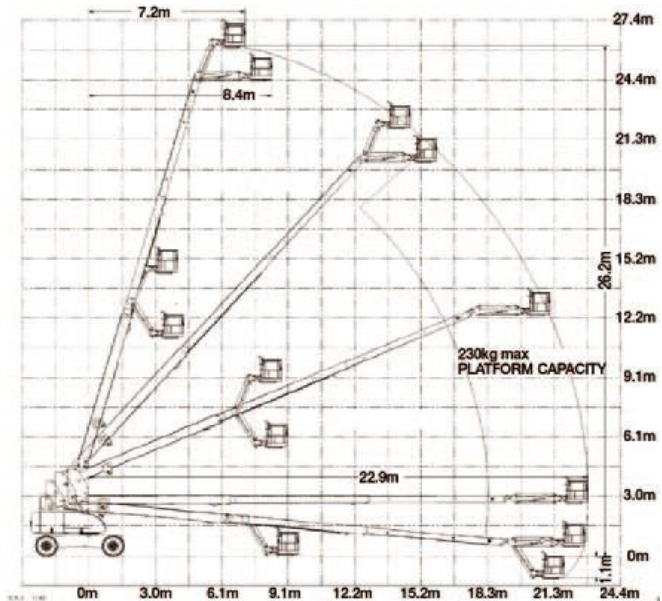 7.2m
27.4m
24.4m
8.4m
21.3m
18.3m
15.2m
26.2m
12.2m
230kg max
PLATFORM CAPACITY
9.1m
6.1m
22.9m
3.0m
0m
1.1m
0m 3.0m 6.1m 9.1m 12.2m 15.2m 18.3m 21.3m 24.4m